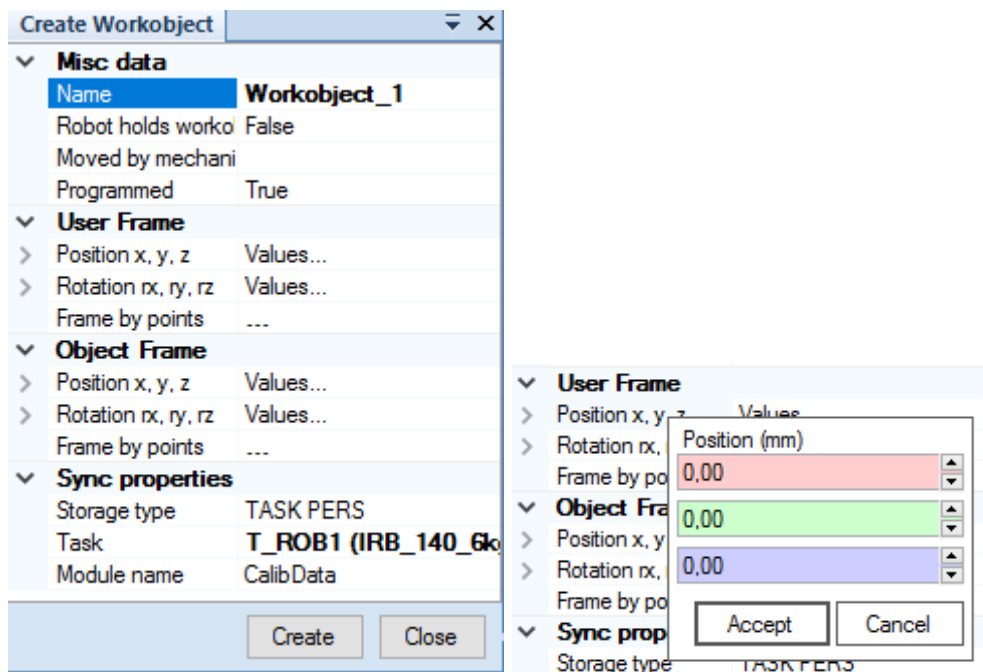 Create Workobject
Misc data
Name Workobject_1
Robot holds workol False
Moved by mechani
Programmed True
User Frame
Position x, y, z Values...
Rotation rx, ry, rz Values...
Frame by points ...
Object Frame
Position x, y, z Values...
Rotation rx, ry, rz Values...
Frame by points ...
Sync properties
Storage type TASK PERS
Task T_ROB1 (IRB_140_6k
Module name CalibData
Create Close
User Frame
Position x, y, z Values
Rotation rx,
Frame by po
Object Fra
Position x, y
Rotation rx,
Frame by po
Sync prop
Storage type TASK PERS
Position (mm)
0,00
0,00
0,00
Accept Cancel